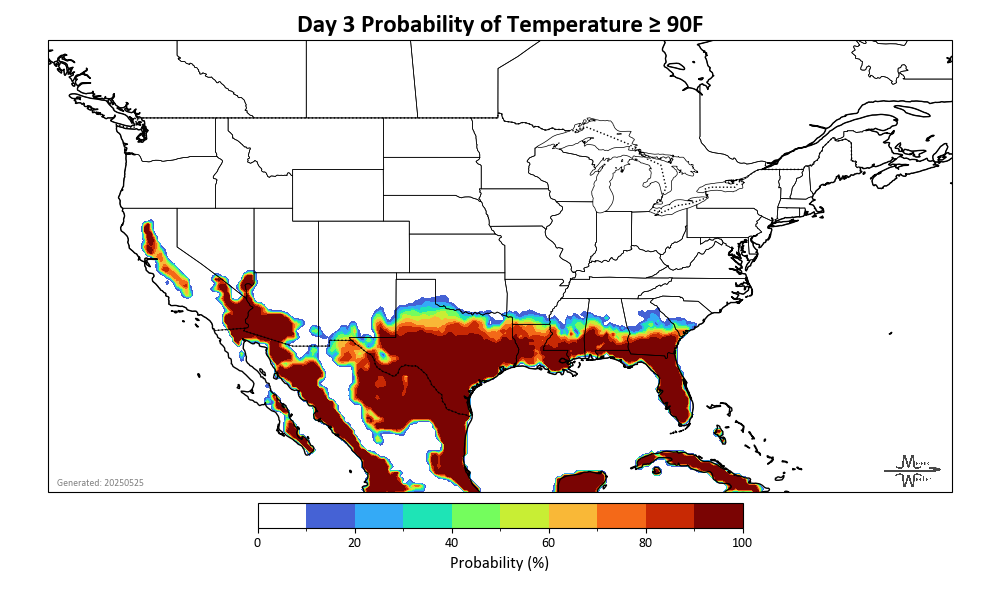 Day 3 Probability of Temperature ≥ 90F
Generated: 20250525
0 20 40 60 80 100
Probability (%)